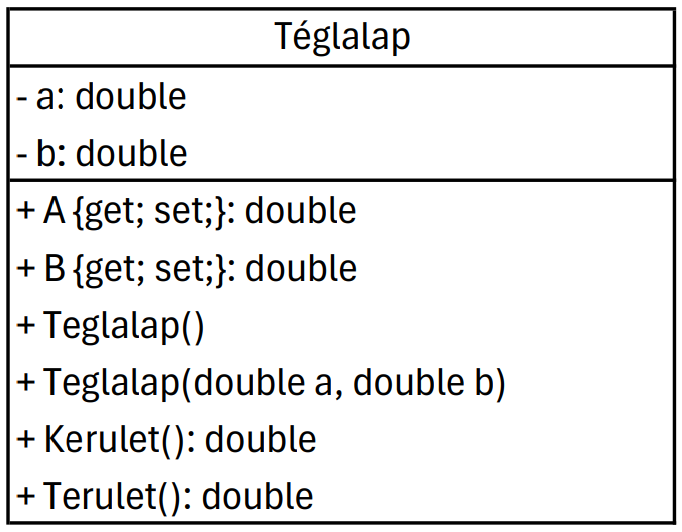 Téglalap
- a: double
- b: double
+ A {get; set;}: double
+ B {get; set;}: double
+ Teglalap()
+ Teglalap(double a, double b)
+ Kerulet(): double
+ Terulet(): double